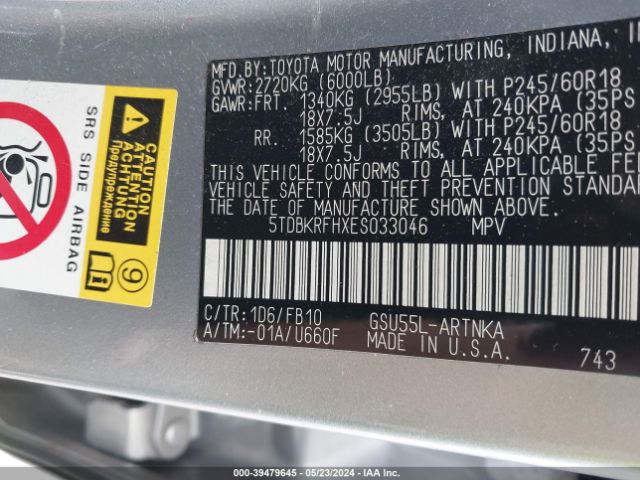 MFD.BY:TOYOTA MOTOR MANUFACTURING, INDIANA,
GVWR:2720KG (6000LB)
GAWR:FRT. 1340KG (2955LB) WITH P245/60R18
18X7.5J RIMS, AT 240KPA (35PS
RR. 1585KG (3505LB) WITH P245/60R18
18X7.5J RIMS, AT 240KPA (35PS
THIS VEHICLE CONFORMS TO ALL APPLICABLE FE
VEHICLE SAFETY AND THEFT PREVENTION STANDA
THE DATE OF MANUFACTURE SHOWN ABOVE.
5TDBKRFHXES033046 MPV
C/TR:1D6/FB10 GSU55L-ARTNKA
A/TM:-01A/U660F MADE IN U.S.A.
743
SRS SIDE AIRBAG
CAUTION
ATTENTION
ACHTUNG
Предупреждение
9
000-39479645 - 05/23/2024 - IAA Inc.